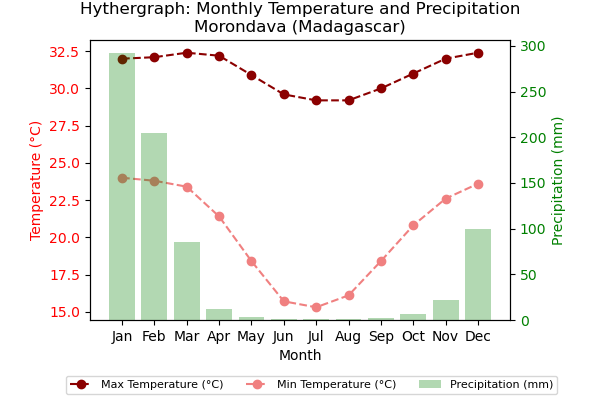 Hythergraph: Monthly Temperature and Precipitation
Morondava (Madagascar)
32.5
30.0
27.5
25.0
22.5
20.0
17.5
15.0
Temperature (°C)
300
250
200
150
100
50
0
Precipitation (mm)
Jan Feb Mar Apr May Jun Jul Aug Sep Oct Nov Dec
Month
Max Temperature (°C) Min Temperature (°C) Precipitation (mm)